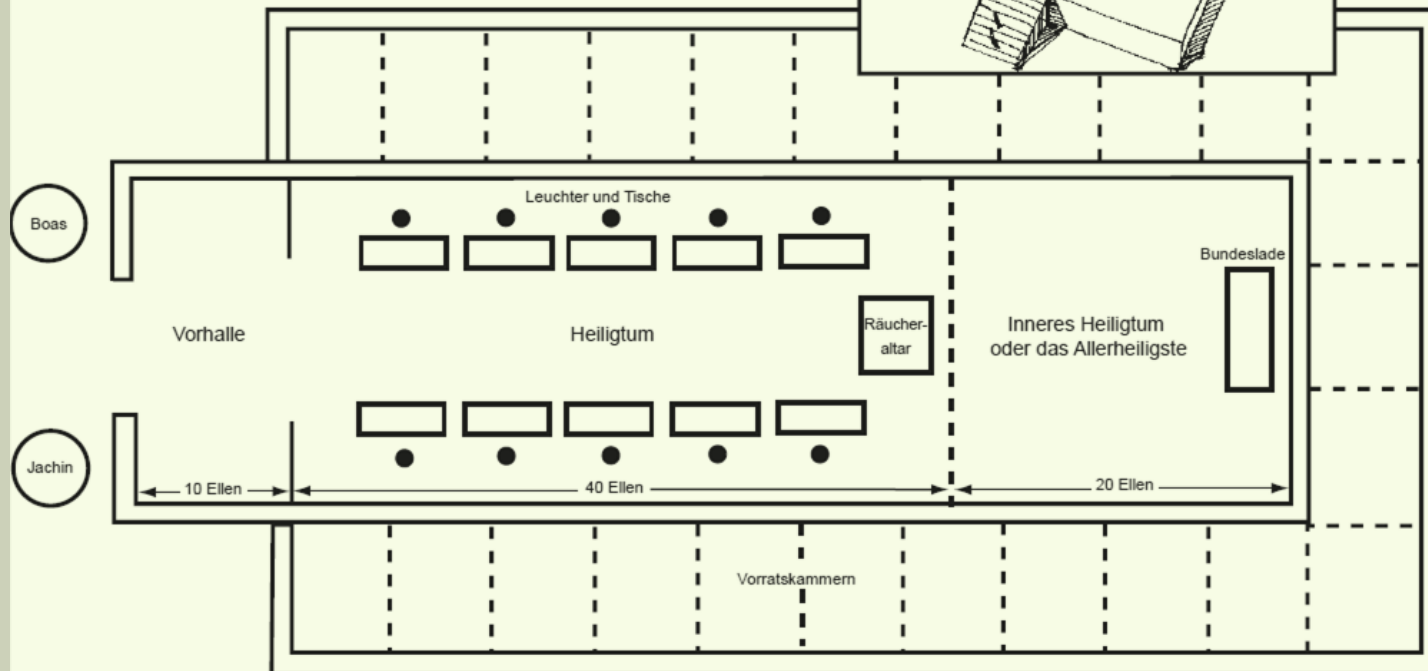 Leuchter und Tische
Boas
Bundeslade
Vorhalle
Heiligtum
Räucher-
altar
Inneres Heiligtum
oder das Allerheiligste
Jachin
10 Ellen
40 Ellen
20 Ellen
Vorratskammern